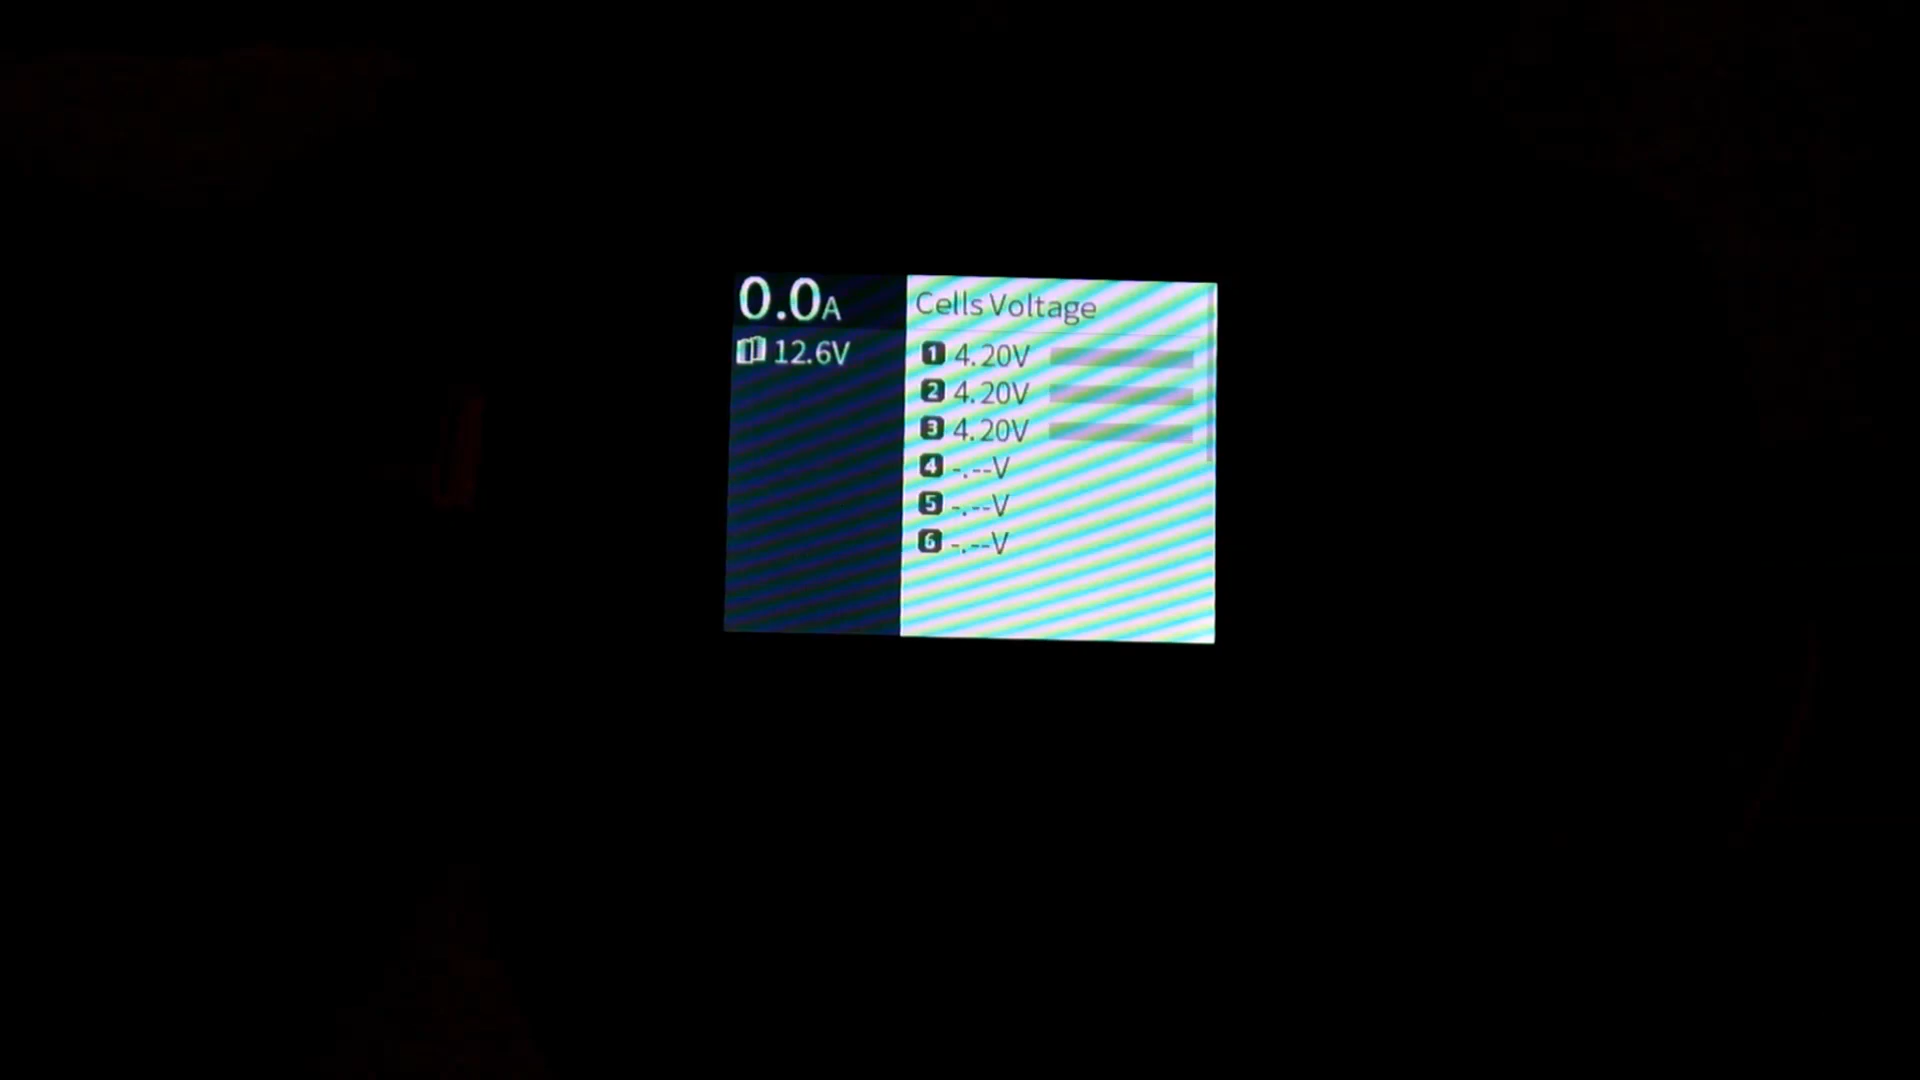 0.0A
12.6V
Cells Voltage
1 4.20V
2 4.20V
3 4.20V
4 -.--V
5 -.--V
6 -.--V